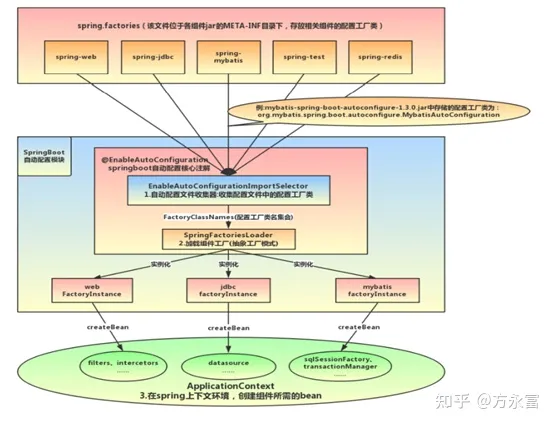 spring.factories（该文件位于各组件jar的META-INF目录下，存放相关组件的配置工厂类）
spring-web
spring-jdbc
spring-
mybatis
spring-test
spring-redis
例:mybatis-spring-boot-autoconfigure-1.3.0.jar中存储的配置工厂类为：
org.mybatis.spring.boot.autoconfigure.MybatisAutoConfiguration
SpringBoot
自动配置模块
@EnableAutoConfiguration
springboot自动配置核心注解
EnableAutoConfigurationImportSelector
1.自动配置文件收集器:收集配置文件中的配置工厂类
FactoryClassNames(配置工厂类名集合)
SpringFactoriesLoader
2.加载组件工厂(抽象工厂模式)
实例化
实例化
实例化
web
FactoryInstance
jdbc
factoryInstance
mybatis
factoryInstance
createBean
createBean
createBean
filters、intercetors
......
datasource
......
sqlSessionFactory、
transactionManager
......
ApplicationContext
3.在spring上下文环境，创建组件所需的bean
知乎 @方永富